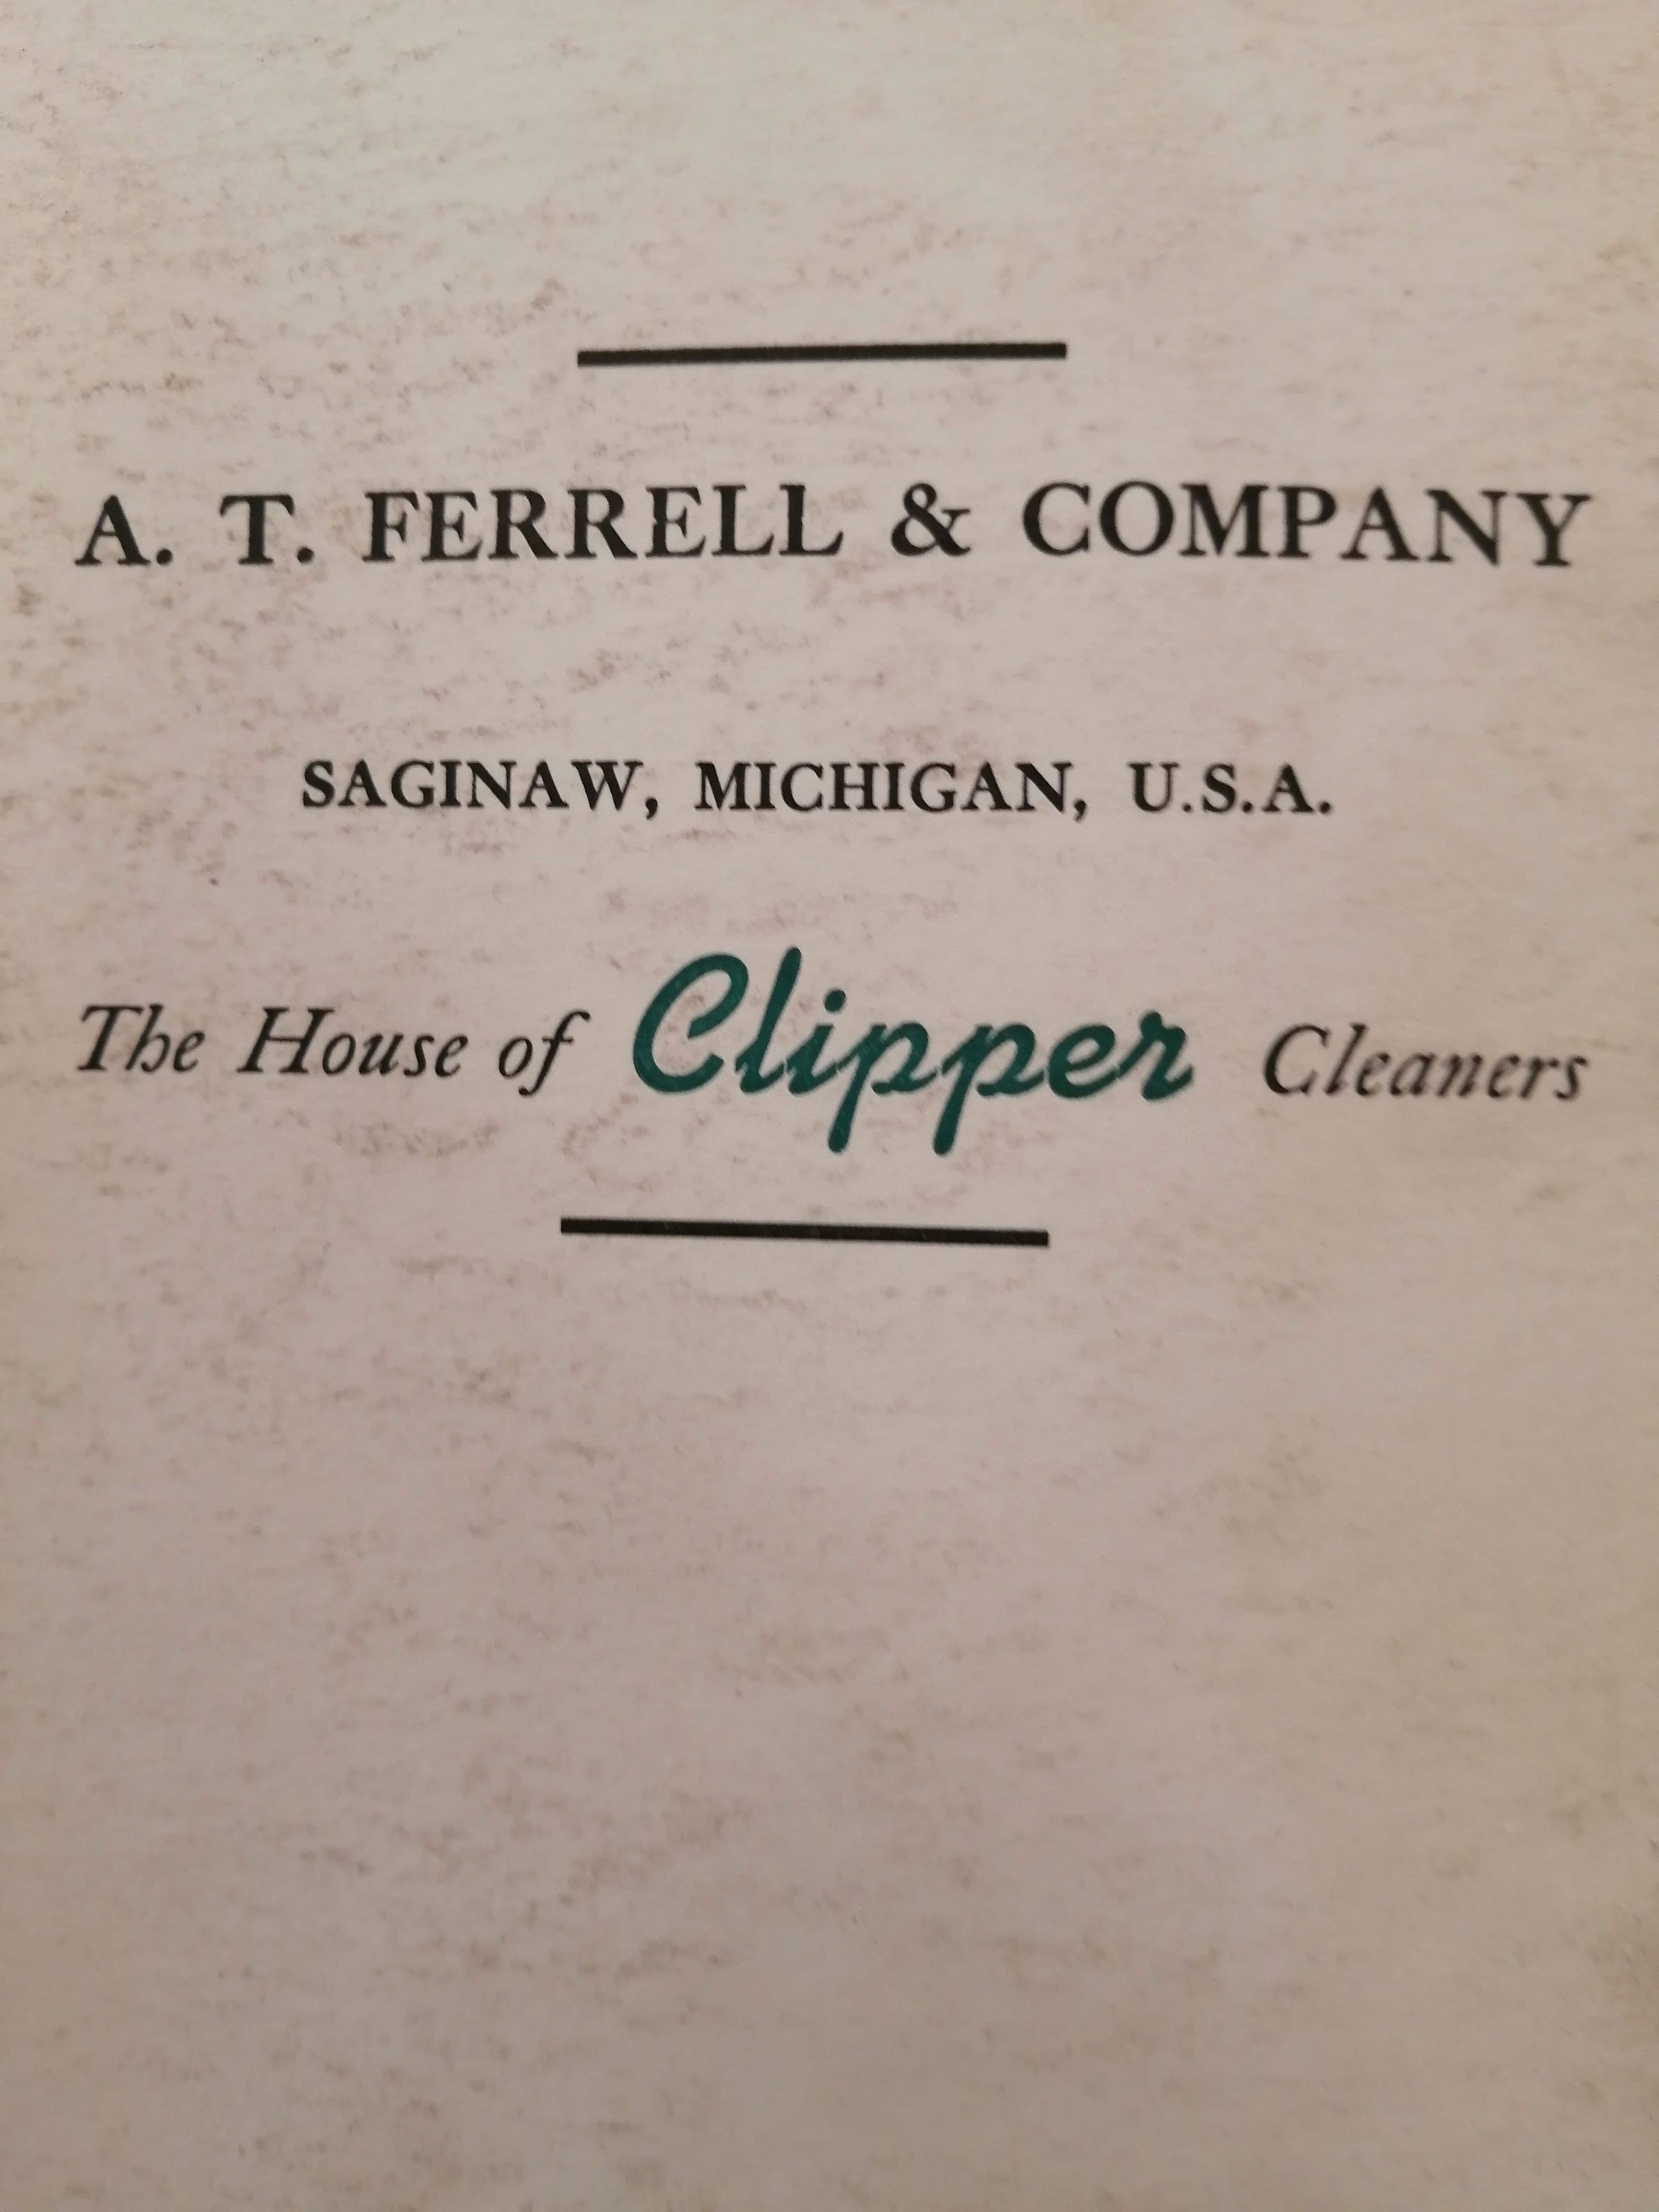 A. T. FERRELL & COMPANY
SAGINAW, MICHIGAN, U.S.A.
The House of Clipper Cleaners